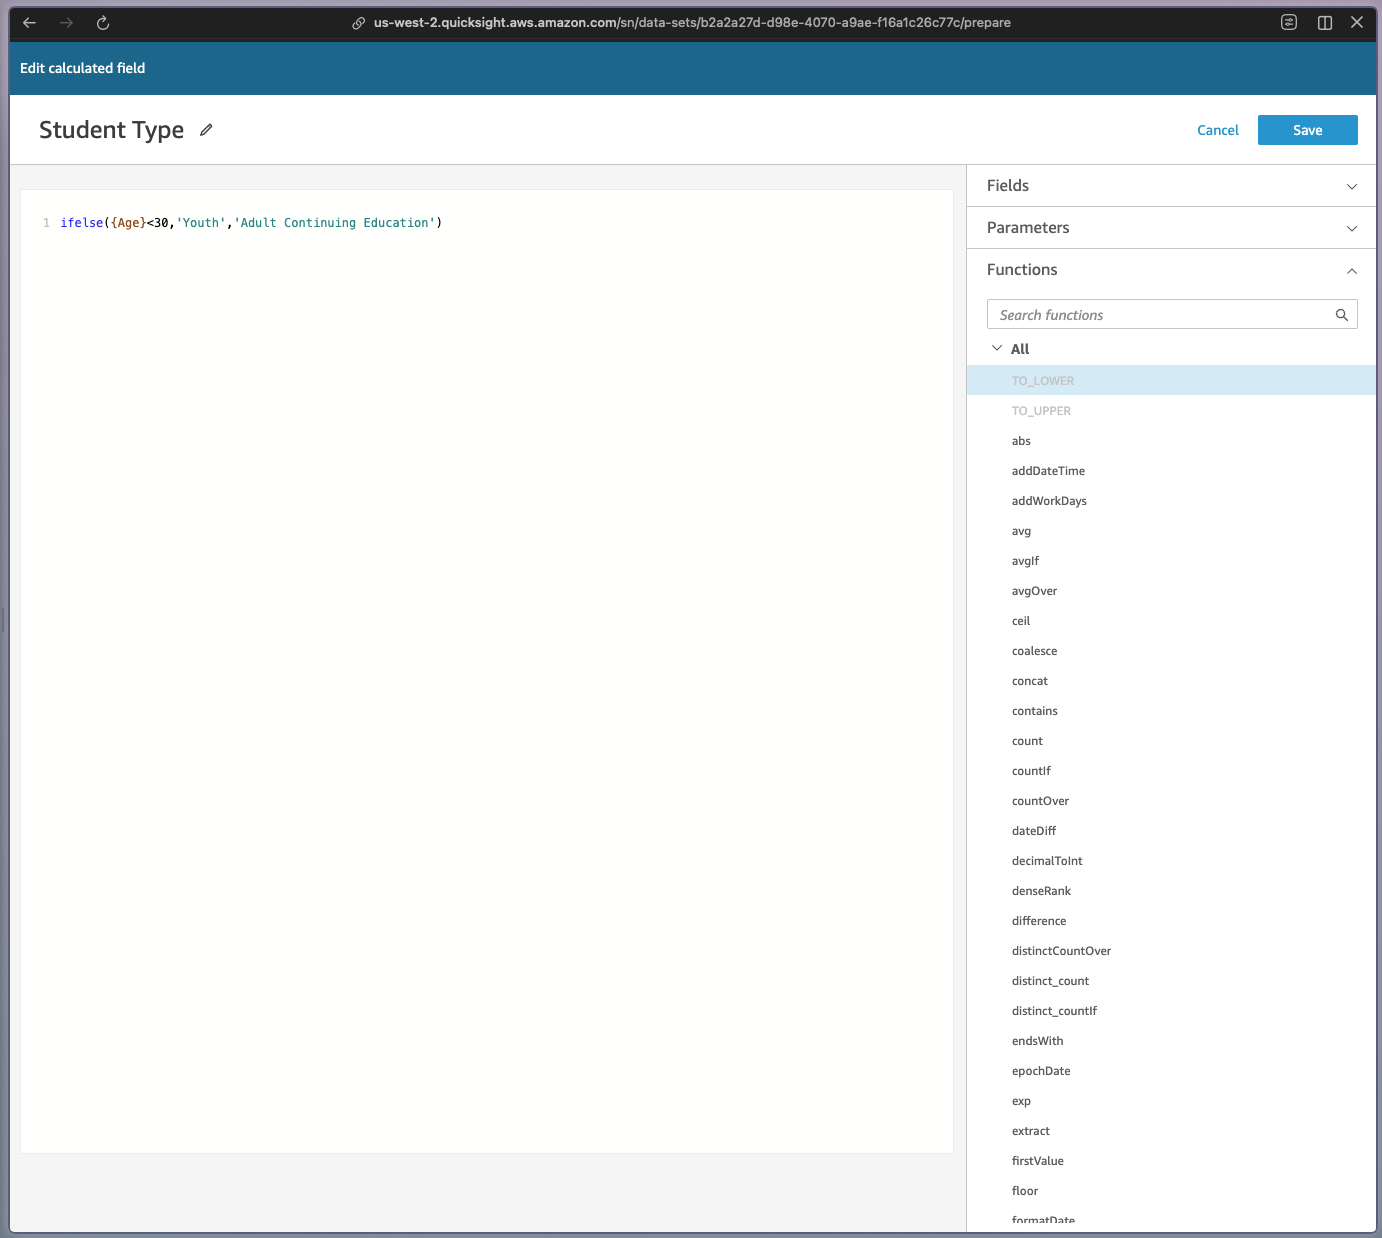 us-west-2.quicksight.aws.amazon.com/sn/data-sets/b2a2a27d-d98e-4070-a9ae-f16a1c26c77c/prepare
Edit calculated field
Student Type
Cancel
Save
1 ifelse({Age}<30,'Youth','Adult Continuing Education')
Fields
Parameters
Functions
Search functions
All
TO_LOWER
TO_UPPER
abs
addDateTime
addWorkDays
avg
avgIf
avgOver
ceil
coalesce
concat
contains
count
countIf
countOver
dateDiff
decimalToInt
denseRank
difference
distinctCountOver
distinct_count
distinct_countIf
endsWith
epochDate
exp
extract
firstValue
floor
formatDate